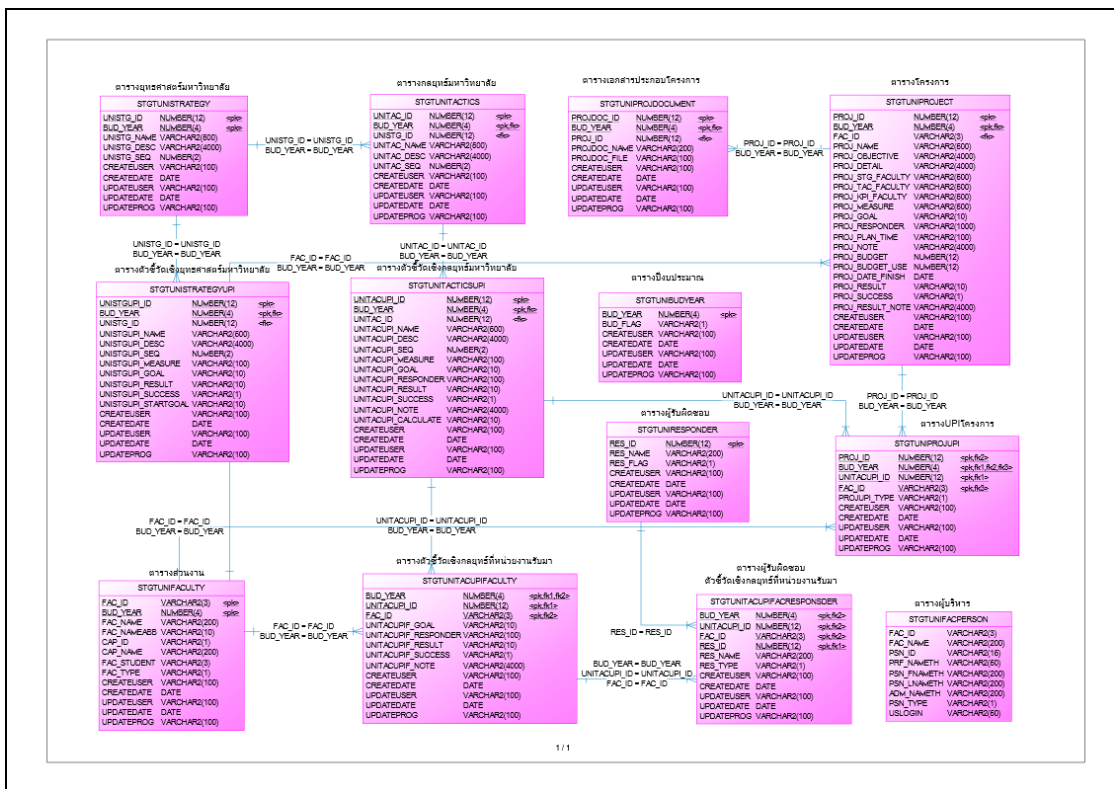 ตารางยุทธศาสตร์มหาวิทยาลัย
STGTUNISTRATEGY
UNISTG_ID NUMBER(12) <pk>
BUD_YEAR NUMBER(4) <pk>
UNISTG_NAME VARCHAR2(500)
UNISTG_DESC VARCHAR2(4000)
UNISTG_SEQ NUMBER(2)
CREATEUSER VARCHAR2(100)
CREATEDATE DATE
UPDATEUSER VARCHAR2(100)
UPDATEDATE DATE
UPDATEPROG VARCHAR2(100)
UNISTG_ID = UNISTG_ID
BUD_YEAR = BUD_YEAR
ตารางกลยุทธ์มหาวิทยาลัย
STGTUNITACTICS
UNITAC_ID NUMBER(12) <pk>
BUD_YEAR NUMBER(4) <pk,fk>
UNISTG_ID NUMBER(12) <fk>
UNITAC_NAME VARCHAR2(500)
UNITAC_DESC VARCHAR2(4000)
UNITAC_SEQ NUMBER(2)
CREATEUSER VARCHAR2(100)
CREATEDATE DATE
UPDATEUSER VARCHAR2(100)
UPDATEDATE DATE
UPDATEPROG VARCHAR2(100)
ตารางเอกสารประกอบโครงการ
STGTUNIPROJDOCUMENT
PROJDOC_ID NUMBER(12) <pk>
BUD_YEAR NUMBER(4) <pk,fk>
PROJ_ID NUMBER(12) <fk>
PROJDOC_NAME VARCHAR2(200)
PROJDOC_FILE VARCHAR2(100)
CREATEUSER VARCHAR2(100)
CREATEDATE DATE
UPDATEUSER VARCHAR2(100)
UPDATEDATE DATE
UPDATEPROG VARCHAR2(100)
PROJ_ID = PROJ_ID
BUD_YEAR = BUD_YEAR
ตารางโครงการ
STGTUNIPROJECT
PROJ_ID NUMBER(12) <pk>
BUD_YEAR NUMBER(4) <pk,fk>
FAC_ID VARCHAR2(3) <fk>
PROJ_NAME VARCHAR2(500)
PROJ_OBJECTIVE VARCHAR2(4000)
PROJ_DETAIL VARCHAR2(4000)
PROJ_STG_FACULTY VARCHAR2(500)
PROJ_TAC_FACULTY VARCHAR2(500)
PROJ_KPI_FACULTY VARCHAR2(500)
PROJ_MEASURE VARCHAR2(500)
PROJ_GOAL VARCHAR2(10)
PROJ_RESPONDER VARCHAR2(1000)
PROJ_PLAN_TIME VARCHAR2(100)
PROJ_NOTE VARCHAR2(4000)
PROJ_BUDGET NUMBER(12)
PROJ_BUDGET_USE NUMBER(12)
PROJ_DATE_FINISH DATE
PROJ_RESULT VARCHAR2(10)
PROJ_SUCCESS VARCHAR2(1)
PROJ_RESULT_NOTE VARCHAR2(4000)
CREATEUSER VARCHAR2(100)
CREATEDATE DATE
UPDATEUSER VARCHAR2(100)
UPDATEDATE DATE
UPDATEPROG VARCHAR2(100)
UNISTG_ID = UNISTG_ID
BUD_YEAR = BUD_YEAR
FAC_ID = FAC_ID
BUD_YEAR = BUD_YEAR
UNITAC_ID = UNITAC_ID
BUD_YEAR = BUD_YEAR
ตารางตัวชี้วัดเชิงยุทธศาสตร์มหาวิทยาลัย
STGTUNISTRATEGYUPI
UNISTGUPI_ID NUMBER(12) <pk>
BUD_YEAR NUMBER(4) <pk,fk>
UNISTG_ID NUMBER(12) <fk>
UNISTGUPI_NAME VARCHAR2(500)
UNISTGUPI_DESC VARCHAR2(4000)
UNISTGUPI_SEQ NUMBER(2)
UNISTGUPI_MEASURE VARCHAR2(100)
UNISTGUPI_GOAL VARCHAR2(10)
UNISTGUPI_RESULT VARCHAR2(10)
UNISTGUPI_SUCCESS VARCHAR2(1)
UNISTGUPI_STARTGOAL VARCHAR2(10)
CREATEUSER VARCHAR2(100)
CREATEDATE DATE
UPDATEUSER VARCHAR2(100)
UPDATEDATE DATE
UPDATEPROG VARCHAR2(100)
ตารางตัวชี้วัดเชิงกลยุทธ์มหาวิทยาลัย
STGTUNITACTICSUPI
UNITACUPI_ID NUMBER(12) <pk>
BUD_YEAR NUMBER(4) <pk,fk>
UNITAC_ID NUMBER(12) <fk>
UNITACUPI_NAME VARCHAR2(500)
UNITACUPI_DESC VARCHAR2(4000)
UNITACUPI_SEQ NUMBER(2)
UNITACUPI_MEASURE VARCHAR2(100)
UNITACUPI_GOAL VARCHAR2(10)
UNITACUPI_RESPONDER VARCHAR2(100)
UNITACUPI_RESULT VARCHAR2(10)
UNITACUPI_SUCCESS VARCHAR2(1)
UNITACUPI_NOTE VARCHAR2(4000)
UNITACUPI_CALCULATE VARCHAR2(10)
CREATEUSER VARCHAR2(100)
CREATEDATE DATE
UPDATEUSER VARCHAR2(100)
UPDATEDATE DATE
UPDATEPROG VARCHAR2(100)
ตารางปีงบประมาณ
STGTUNIBUDYEAR
BUD_YEAR NUMBER(4) <pk>
BUD_FLAG VARCHAR2(1)
CREATEUSER VARCHAR2(100)
CREATEDATE DATE
UPDATEUSER VARCHAR2(100)
UPDATEDATE DATE
UPDATEPROG VARCHAR2(100)
UNITACUPI_ID = UNITACUPI_ID
BUD_YEAR = BUD_YEAR
PROJ_ID = PROJ_ID
BUD_YEAR = BUD_YEAR
ตารางผู้รับผิดชอบ
STGTUNIRESPONDER
RES_ID NUMBER(12) <pk>
RES_NAME VARCHAR2(200)
RES_FLAG VARCHAR2(1)
CREATEUSER VARCHAR2(100)
CREATEDATE DATE
UPDATEUSER VARCHAR2(100)
UPDATEDATE DATE
UPDATEPROG VARCHAR2(100)
ตารางUPIโครงการ
STGTUNIPROJUPI
PROJ_ID NUMBER(12) <pk,fk2>
BUD_YEAR NUMBER(4) <pk,fk1,fk2,fk3>
UNITACUPI_ID NUMBER(12) <pk,fk1>
FAC_ID VARCHAR2(3) <pk,fk3>
PROJUPI_TYPE VARCHAR2(1)
CREATEUSER VARCHAR2(100)
CREATEDATE DATE
UPDATEUSER VARCHAR2(100)
UPDATEDATE DATE
UPDATEPROG VARCHAR2(100)
FAC_ID = FAC_ID
BUD_YEAR = BUD_YEAR
UNITACUPI_ID = UNITACUPI_ID
BUD_YEAR = BUD_YEAR
ตารางส่วนงาน
STGTUNIFACULTY
FAC_ID VARCHAR2(3) <pk>
BUD_YEAR NUMBER(4) <pk>
FAC_NAME VARCHAR2(200)
FAC_NAMEABB VARCHAR2(10)
CAP_ID VARCHAR2(1)
CAP_NAME VARCHAR2(200)
FAC_STUDENT VARCHAR2(3)
FAC_TYPE VARCHAR2(1)
CREATEUSER VARCHAR2(100)
CREATEDATE DATE
UPDATEUSER VARCHAR2(100)
UPDATEDATE DATE
UPDATEPROG VARCHAR2(100)
FAC_ID = FAC_ID
BUD_YEAR = BUD_YEAR
ตารางตัวชี้วัดเชิงกลยุทธ์ที่หน่วยงานรับมา
STGTUNITACUPIFACULTY
BUD_YEAR NUMBER(4) <pk,fk1,fk2>
UNITACUPI_ID NUMBER(12) <pk,fk1>
FAC_ID VARCHAR2(3) <pk,fk2>
UNITACUPIF_GOAL VARCHAR2(10)
UNITACUPIF_RESPONDER VARCHAR2(100)
UNITACUPIF_RESULT VARCHAR2(10)
UNITACUPIF_SUCCESS VARCHAR2(1)
UNITACUPIF_NOTE VARCHAR2(4000)
CREATEUSER VARCHAR2(100)
CREATEDATE DATE
UPDATEUSER VARCHAR2(100)
UPDATEDATE DATE
UPDATEPROG VARCHAR2(100)
RES_ID = RES_ID
BUD_YEAR = BUD_YEAR
UNITACUPI_ID = UNITACUPI_ID
FAC_ID = FAC_ID
ตารางผู้รับผิดชอบ
ตัวชี้วัดเชิงกลยุทธ์ที่หน่วยงานรับมา
STGTUNITACUPIFACRESPONSDER
BUD_YEAR NUMBER(4) <pk,fk2>
UNITACUPI_ID NUMBER(12) <pk,fk2>
FAC_ID VARCHAR2(3) <pk,fk2>
RES_ID NUMBER(12) <pk,fk1>
RES_NAME VARCHAR2(200)
RES_TYPE VARCHAR2(1)
CREATEUSER VARCHAR2(100)
CREATEDATE DATE
UPDATEUSER VARCHAR2(100)
UPDATEDATE DATE
UPDATEPROG VARCHAR2(100)
ตารางผู้บริหาร
STGTUNIFACPERSON
FAC_ID VARCHAR2(3)
FAC_NAME VARCHAR2(200)
PSN_ID VARCHAR2(15)
PRF_NAMETH VARCHAR2(50)
PSN_FNAMETH VARCHAR2(200)
PSN_LNAMETH VARCHAR2(200)
ADM_NAMETH VARCHAR2(200)
PSN_TYPE VARCHAR2(1)
USLOGIN VARCHAR2(50)
1 / 1